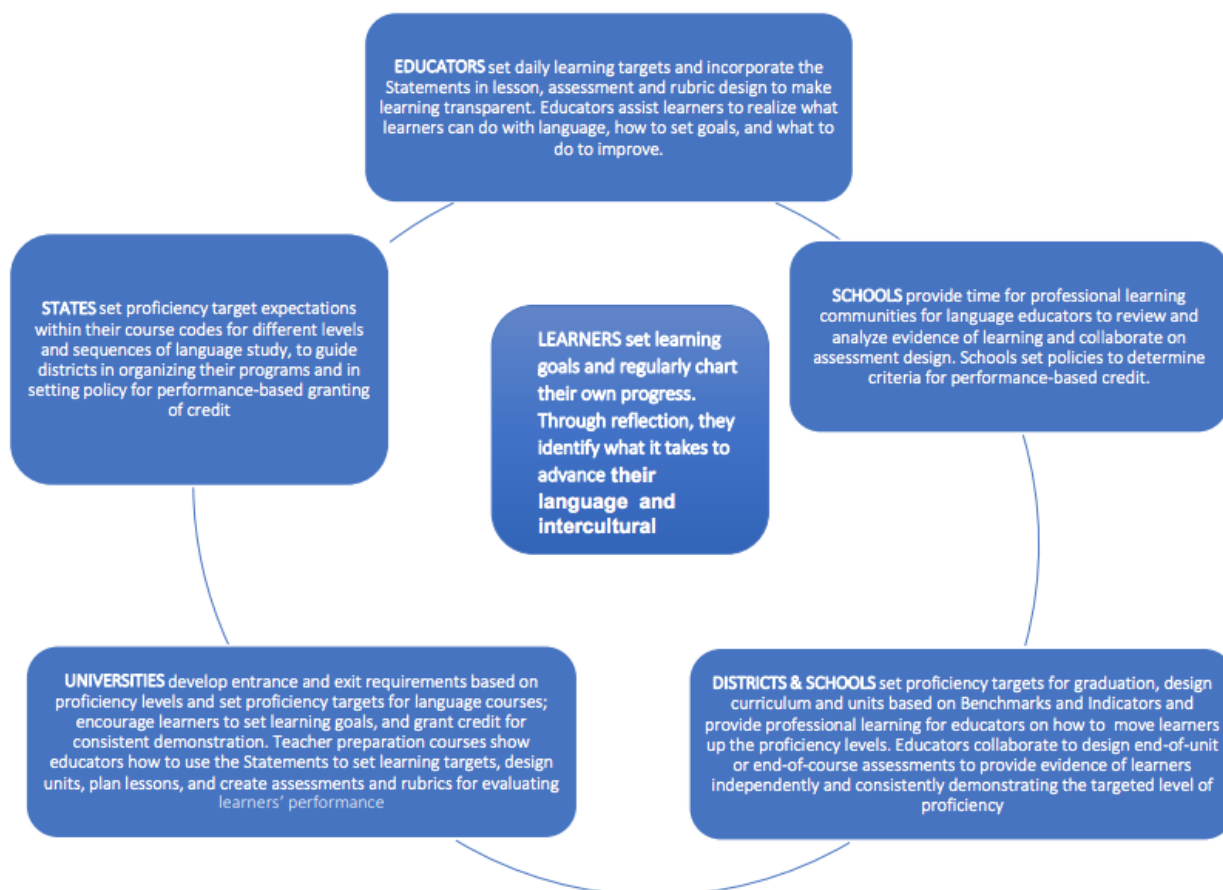 EDUCATORS set daily learning targets and incorporate the
Statements in lesson, assessment and rubric design to make
learning transparent. Educators assist learners to realize what
learners can do with language, how to set goals, and what to
do to improve.
STATES set proficiency target expectations
within their course codes for different levels
and sequences of language study, to guide
districts in organizing their programs and in
setting policy for performance-based granting
of credit
SCHOOLS provide time for professional learning
communities for language educators to review and
analyze evidence of learning and collaborate on
assessment design. Schools set policies to determine
criteria for performance-based credit.
LEARNERS set learning
goals and regularly chart
their own progress.
Through reflection, they
identify what it takes to
advance their
language and
intercultural
UNIVERSITIES develop entrance and exit requirements based on
proficiency levels and set proficiency targets for language courses;
encourage learners to set learning goals, and grant credit for
consistent demonstration. Teacher preparation courses show
educators how to use the Statements to set learning targets, design
units, plan lessons, and create assessments and rubrics for evaluating
learners' performance
DISTRICTS & SCHOOLS set proficiency targets for graduation, design
curriculum and units based on Benchmarks and Indicators and
provide professional learning for educators on how to move learners
up the proficiency levels. Educators collaborate to design end-of-unit
or end-of-course assessments to provide evidence of learners
independently and consistently demonstrating the targeted level of
proficiency